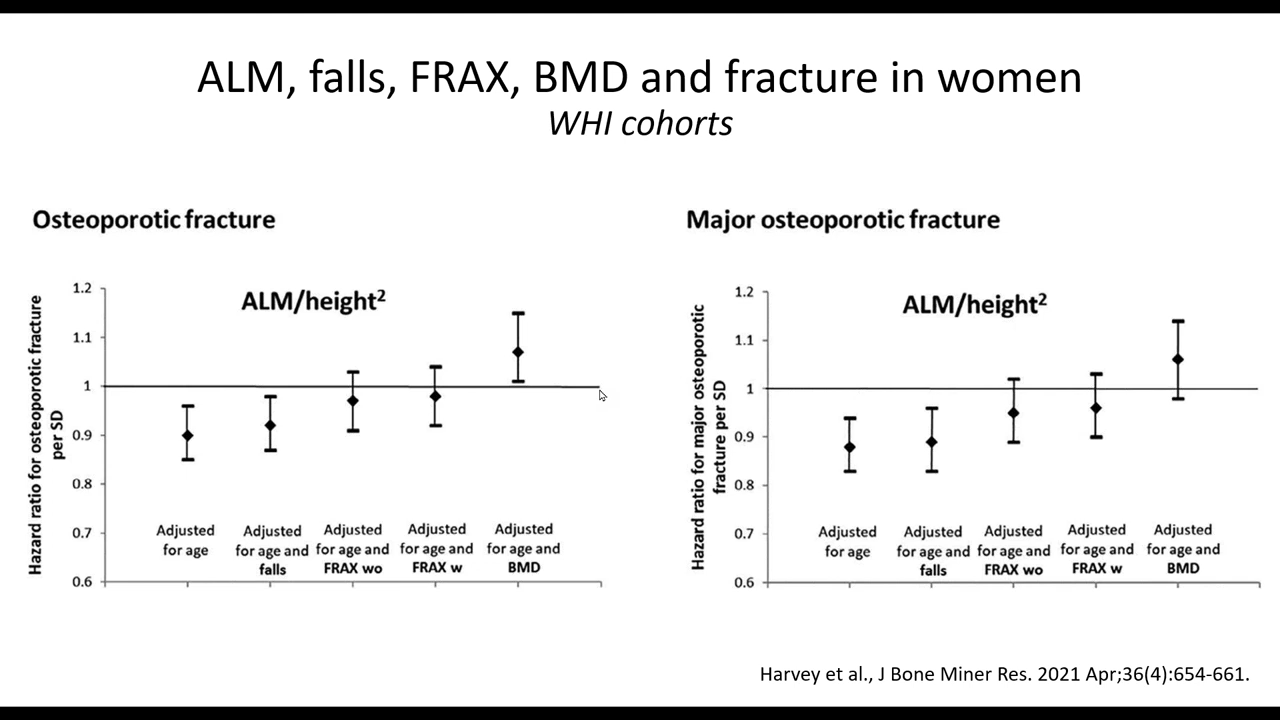 ALM, falls, FRAX, BMD and fracture in women
WHI cohorts
Osteoporotic fracture
ALM/height²
Hazard ratio for osteoporotic fracture
per SD
1.2
1.1
1
0.9
0.8
0.7
0.6
Adjusted
for age
Adjusted
for age and
falls
Adjusted
for age and
FRAX wo
Adjusted
for age and
FRAX w
Adjusted
for age and
BMD
Major osteoporotic fracture
ALM/height²
Hazard ratio for major osteoporotic
fracture per SD
1.2
1.1
1
0.9
0.8
0.7
0.6
Adjusted
for age
Adjusted
for age and
falls
Adjusted
for age and
FRAX wo
Adjusted
for age and
FRAX w
Adjusted
for age and
BMD
Harvey et al., J Bone Miner Res. 2021 Apr;36(4):654-661.